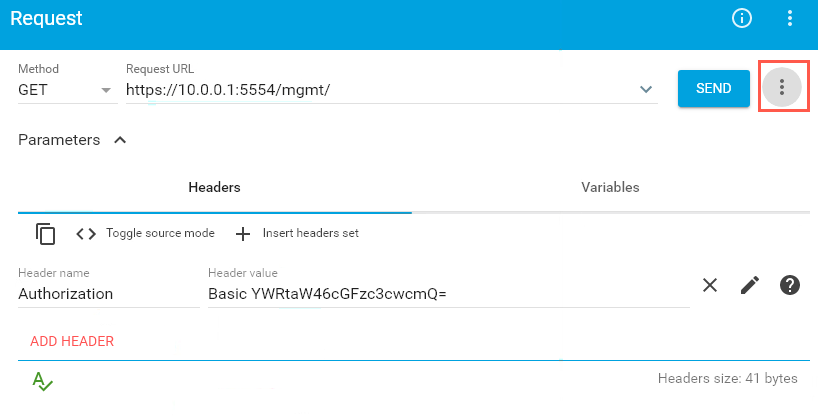 Request
Method
Request URL
GET
https://10.0.0.1:5554/mgmt/
SEND
Parameters
Headers
Variables
Toggle source mode
Insert headers set
Header name
Header value
Authorization
Basic YWRtaW46cGFzc3cwcmQ=
ADD HEADER
A
Headers size: 41 bytes